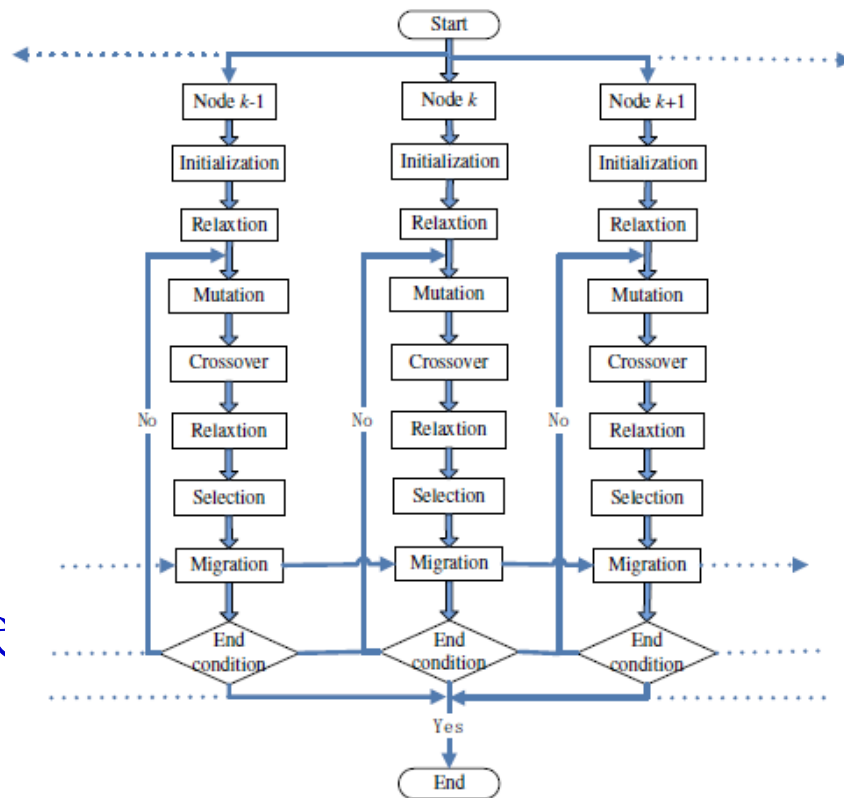 Start
Node k-1
Node k
Node k+1
Initialization
Initialization
Initialization
Relaxtion
Relaxtion
Relaxtion
Mutation
Mutation
Mutation
Crossover
Crossover
Crossover
No
No
No
Relaxtion
Relaxtion
Relaxtion
Selection
Selection
Selection
Migration
Migration
Migration
End
condition
End
condition
End
condition
Yes
End